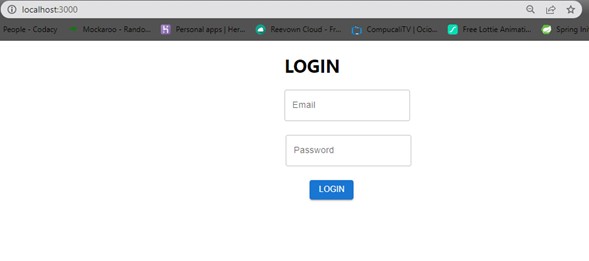 localhost:3000
People - Codacy
Mockaroo - Rando...
Personal apps | Her...
Reevown Cloud - Fr...
CompucaliTV | Ocio...
Free Lottie Animati...
Spring Ini
LOGIN
Email
Password
LOGIN